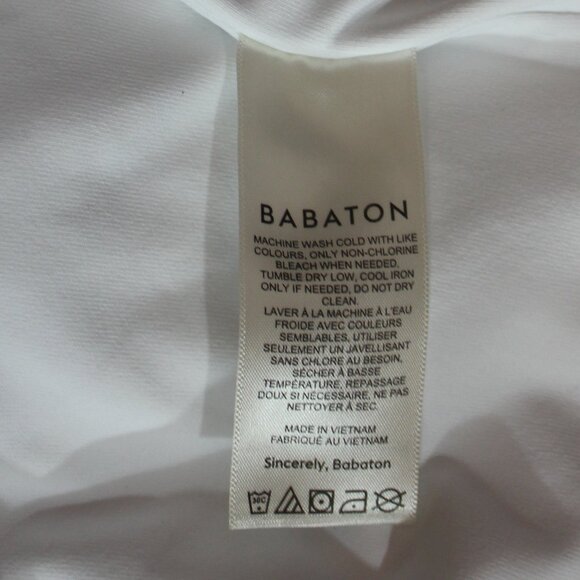 BABATON
MACHINE WASH COLD WITH LIKE
COLOURS, ONLY NON-CHLORINE
BLEACH WHEN NEEDED,
TUMBLE DRY LOW, COOL IRON
ONLY IF NEEDED, DO NOT DRY
CLEAN.
LAVER À LA MACHINE À L'EAU
FROIDE AVEC COULEURS
SEMBLABLES, UTILISER
SEULEMENT UN JAVELLISANT
SANS CHLORE AU BESOIN,
SÉCHER À BASSE
TEMPÉRATURE, REPASSAGE
DOUX SI NÉCESSAIRE, NE PAS
NETTOYER À SEC.
MADE IN VIETNAM
FABRIQUÉ AU VIETNAM
Sincerely, Babaton